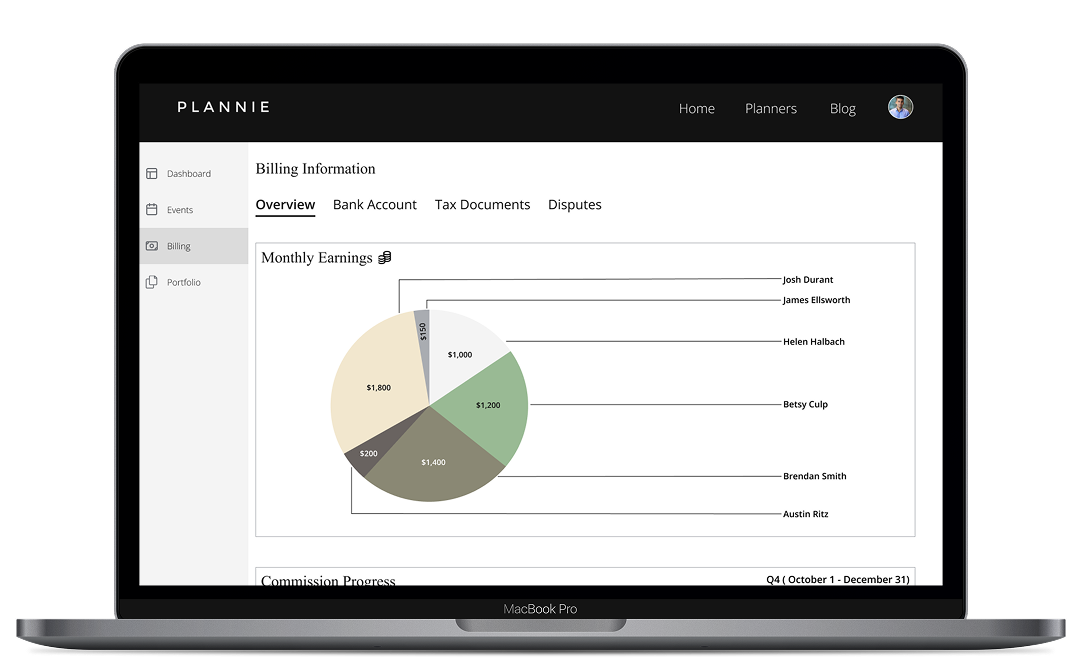 PLANNIE
Home Planners Blog
Dashboard
Events
Billing
Portfolio
Billing Information
Overview Bank Account Tax Documents Disputes
Monthly Earnings
Josh Durant
James Ellsworth
Helen Halbach
Betsy Culp
Brendan Smith
Austin Ritz
$150
$1,000
$1,800
$1,200
$200
$1,400
Commission Progress
Q4 ( October 1 - December 31)
MacBook Pro